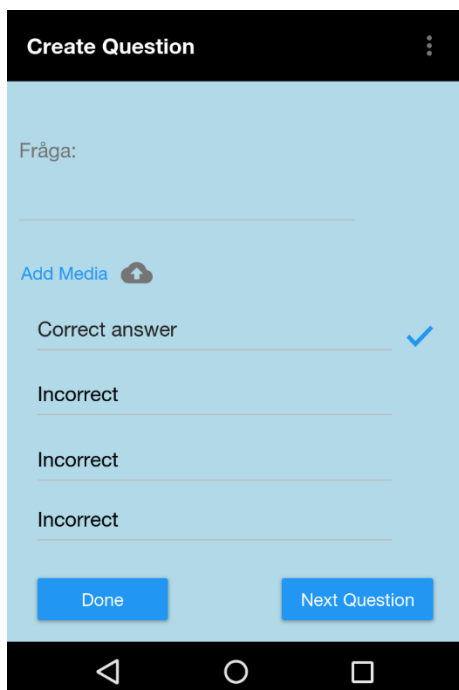 Create Question
Fråga:
Add Media
Correct answer
Incorrect
Incorrect
Incorrect
Done Next Question